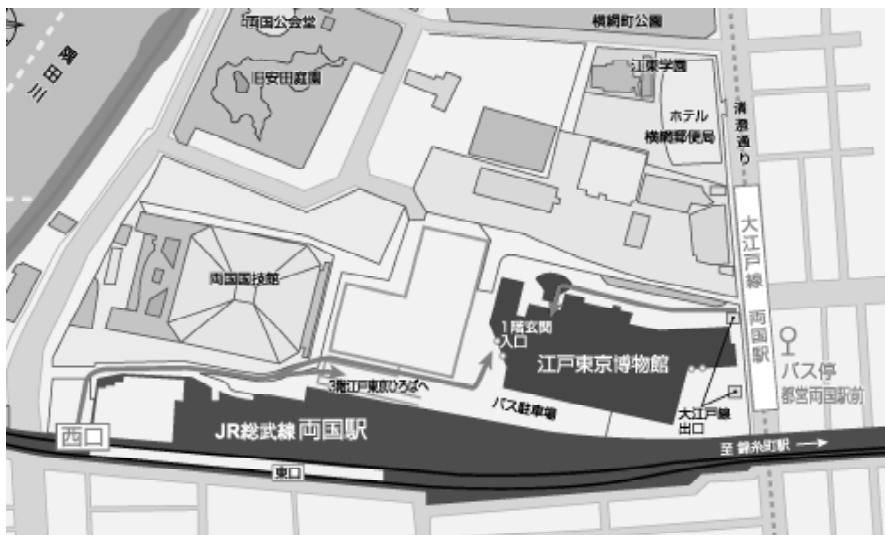 両国公会堂
横網町公園
隅田川
旧安田庭園
江東学園
ホテル
横網郵便局
清澄通り
大江戸線 両国駅
両国国技館
1階玄関
入口
江戸東京博物館
バス停
都営両国駅前
3階江戸東京ひろばへ
バス駐車場
大江戸線
出口
西口
JR総武線 両国駅
至 錦糸町駅
東口